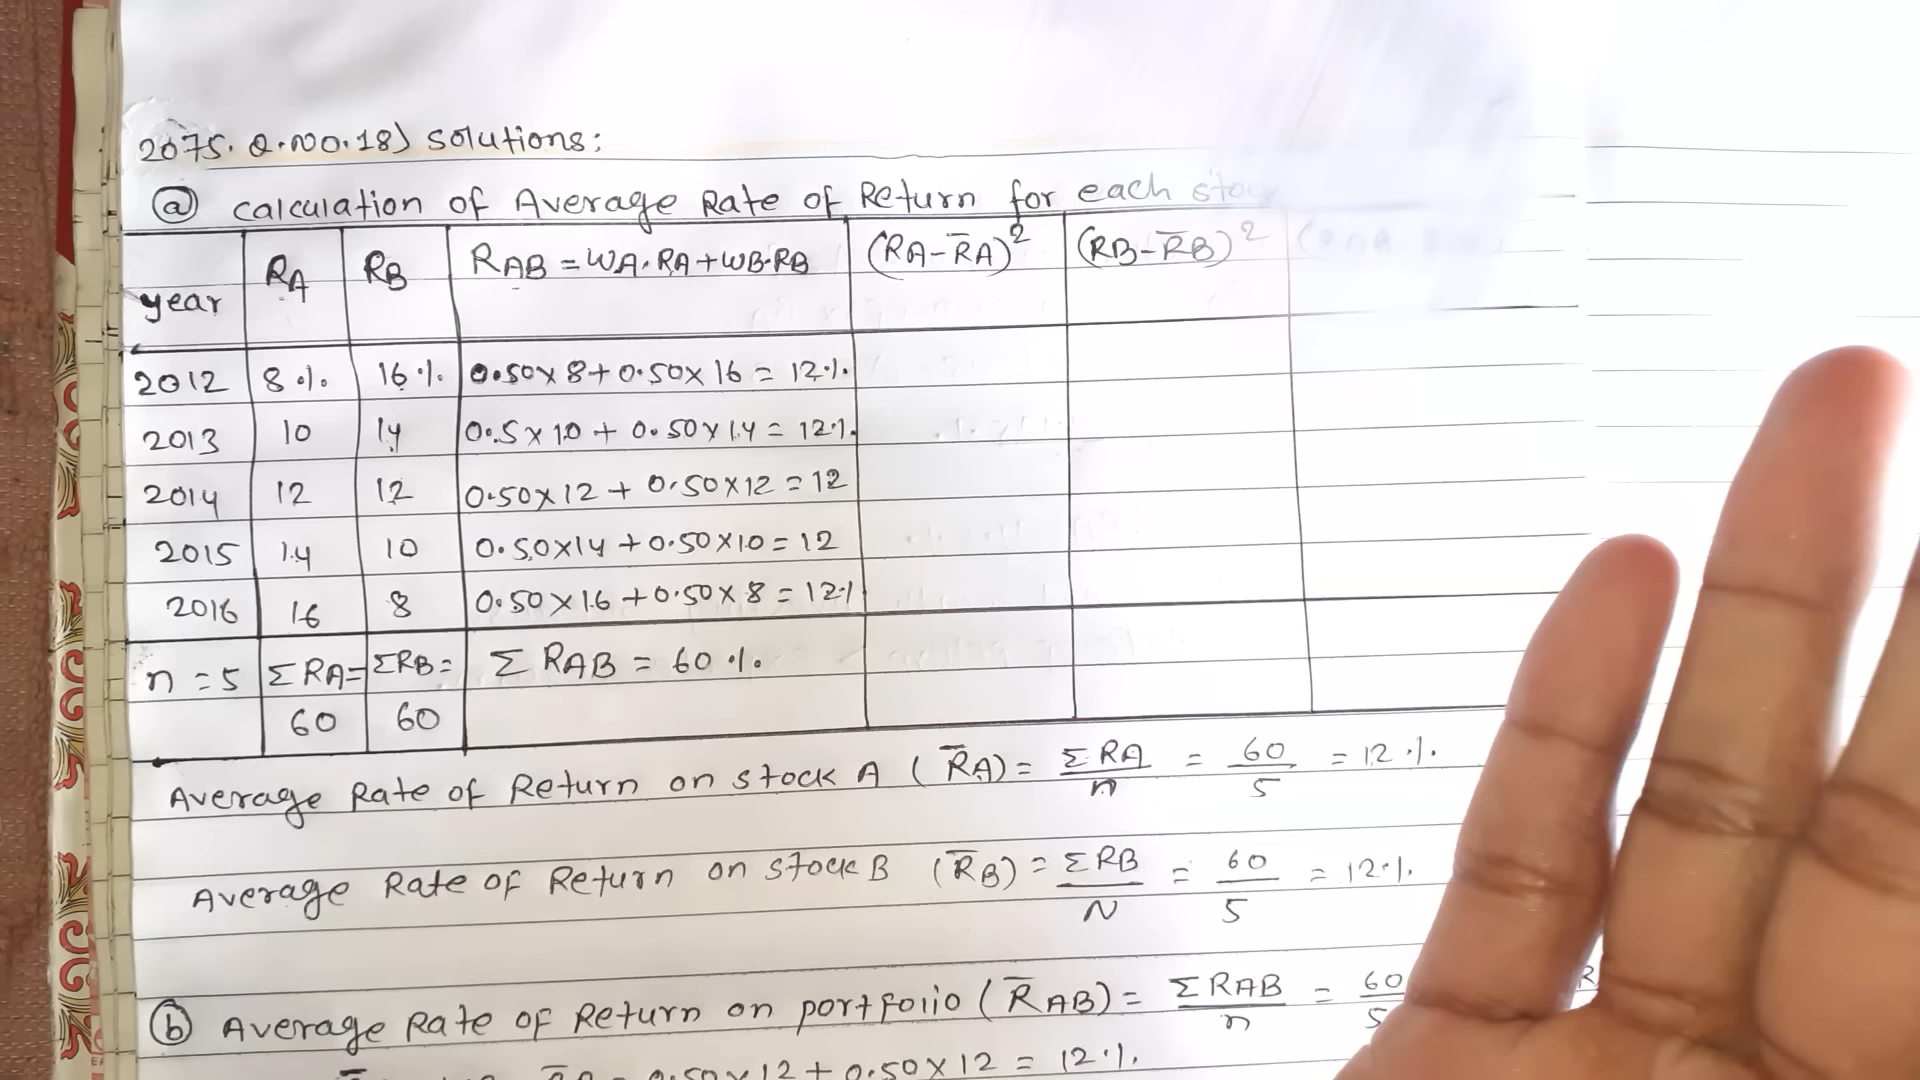 2075. Q.NO.18) solutions:
(a) calculation of Average Rate of Return for each
year RA RB RAB = WA.RA+WB.RB (RA-R̅A)² (RB-R̅B)²
2012 8% 16% 0.50x8+0.50x16 = 12%
2013 10 14 0.5x10 + 0.50x14 = 12%
2014 12 12 0.50x12 + 0.50x12 = 12
2015 14 10 0.50x14 + 0.50x10 = 12
2016 16 8 0.50x16 + 0.50x8 = 12%
n = 5 ΣRA= ΣRB= ΣRAB = 60%
60 60
Average Rate of Return on stock A (R̅A) = ΣRA/n = 60/5 = 12%
Average Rate of Return on stock B (R̅B) = ΣRB/N = 60/5 = 12%
(b) Average Rate of Return on portfolio (R̅AB) = ΣRAB/n = 60/5
0.50x12 + 0.50x12 = 12%